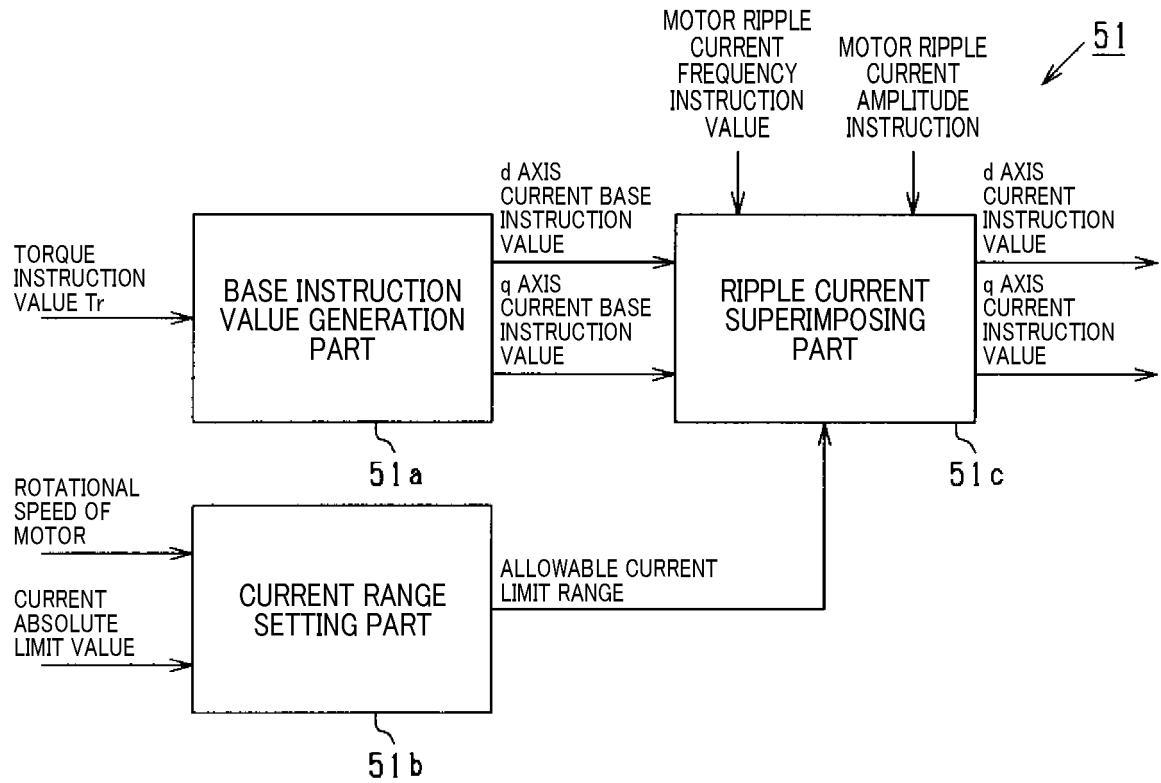 MOTOR RIPPLE
CURRENT
FREQUENCY
INSTRUCTION
VALUE
MOTOR RIPPLE
CURRENT
AMPLITUDE
INSTRUCTION
51
TORQUE
INSTRUCTION
VALUE Tr
BASE INSTRUCTION
VALUE GENERATION
PART
51a
d AXIS
CURRENT BASE
INSTRUCTION
VALUE
q AXIS
CURRENT BASE
INSTRUCTION
VALUE
RIPPLE CURRENT
SUPERIMPOSING
PART
51c
d AXIS
CURRENT
INSTRUCTION
VALUE
q AXIS
CURRENT
INSTRUCTION
VALUE
ROTATIONAL
SPEED OF
MOTOR
CURRENT
ABSOLUTE
LIMIT VALUE
CURRENT RANGE
SETTING PART
51b
ALLOWABLE CURRENT
LIMIT RANGE